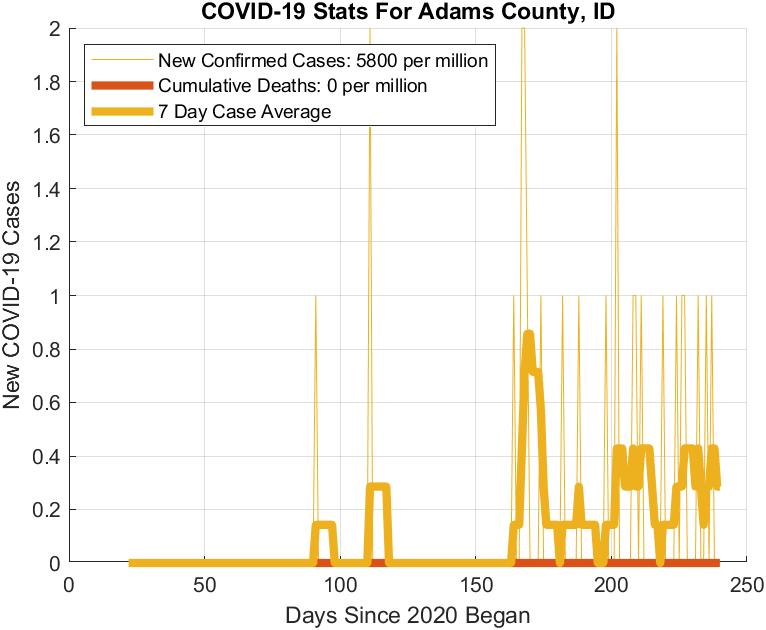 COVID-19 Stats For Adams County, ID
New Confirmed Cases: 5800 per million
Cumulative Deaths: 0 per million
7 Day Case Average
New COVID-19 Cases
2
1.8
1.6
1.4
1.2
1
0.8
0.6
0.4
0.2
0
0 50 100 150 200 250
Days Since 2020 Began